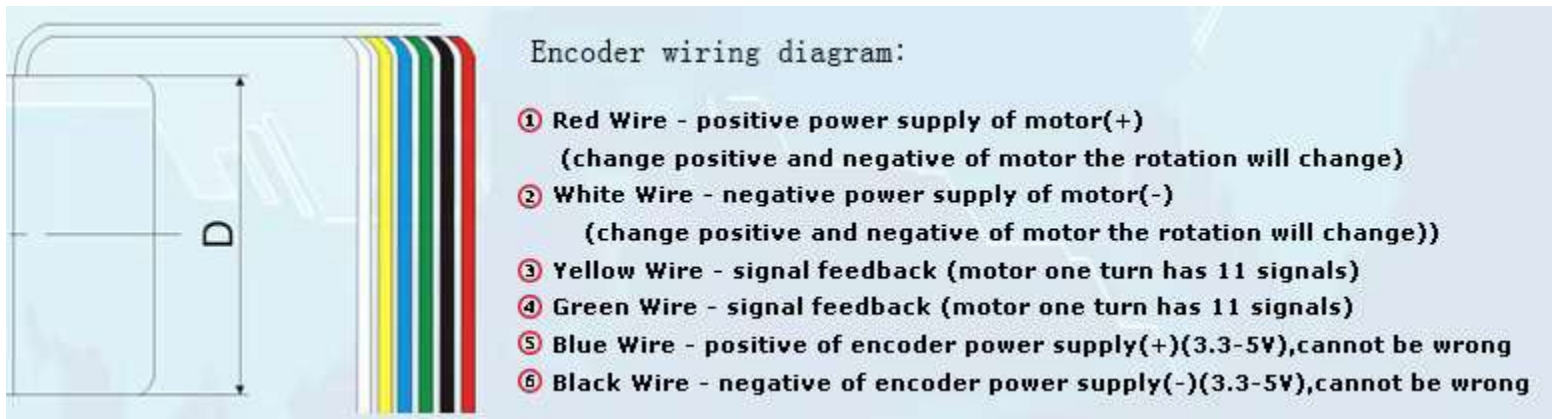 Encoder wiring diagram:
① Red Wire - positive power supply of motor(+)
(change positive and negative of motor the rotation will change)
② White Wire - negative power supply of motor(-)
(change positive and negative of motor the rotation will change))
③ Yellow Wire - signal feedback (motor one turn has 11 signals)
④ Green Wire - signal feedback (motor one turn has 11 signals)
⑤ Blue Wire - positive of encoder power supply(+)(3.3-5V),cannot be wrong
⑥ Black Wire - negative of encoder power supply(-)(3.3-5V),cannot be wrong
D